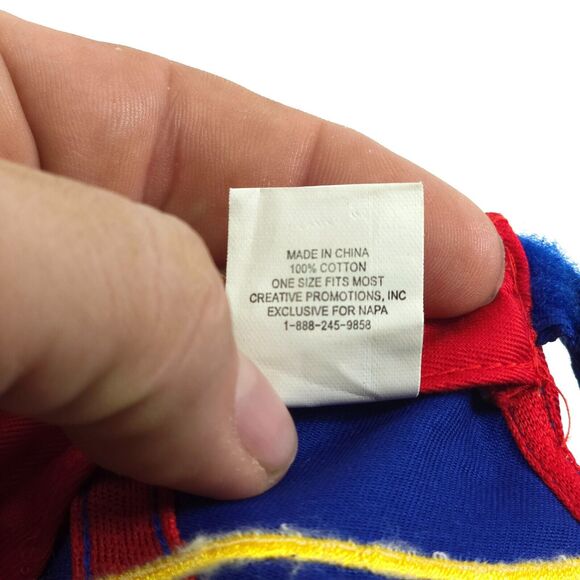 MADE IN CHINA
100% COTTON
ONE SIZE FITS MOST
CREATIVE PROMOTIONS, INC
EXCLUSIVE FOR NAPA
1-888-245-9858